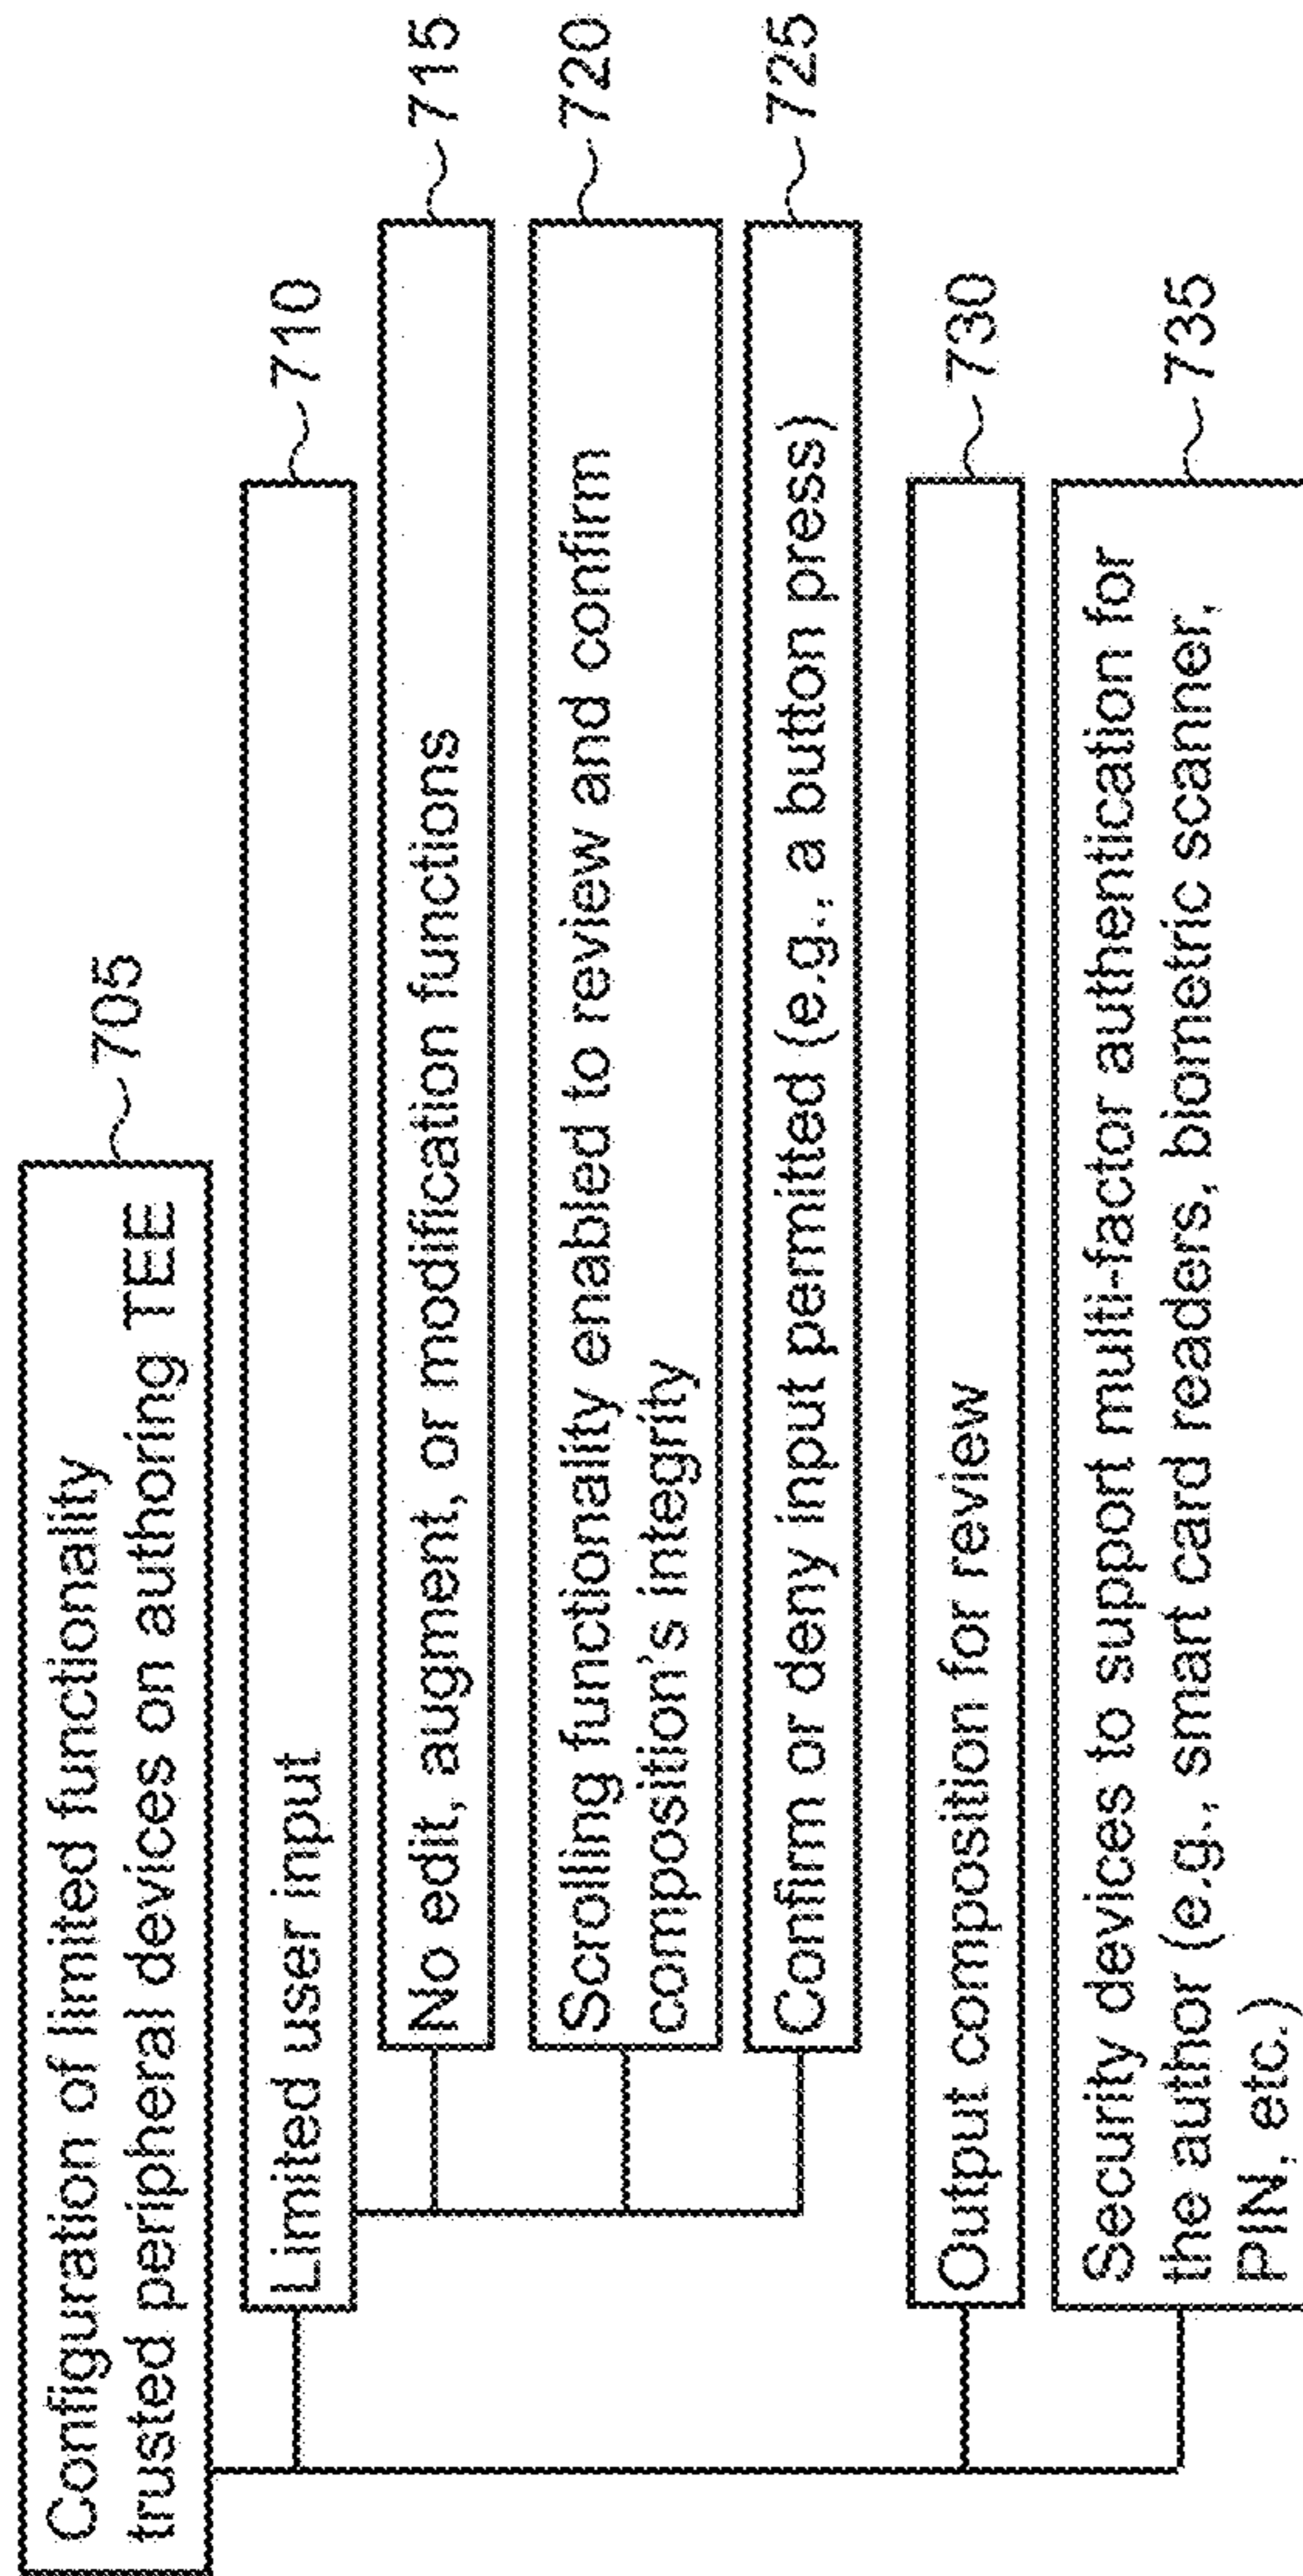 Configuration of limited functionality
trusted peripheral devices on authoring TEE
705
Limited user input
710
No edit, augment, or modification functions
715
Scrolling functionality enabled to review and confirm
composition's integrity
720
Confirm or deny input permitted (e.g., a button press)
725
Output composition for review
730
Security devices to support multi-factor authentication for
the author (e.g., smart card readers, biometric scanner,
PIN, etc.)
735